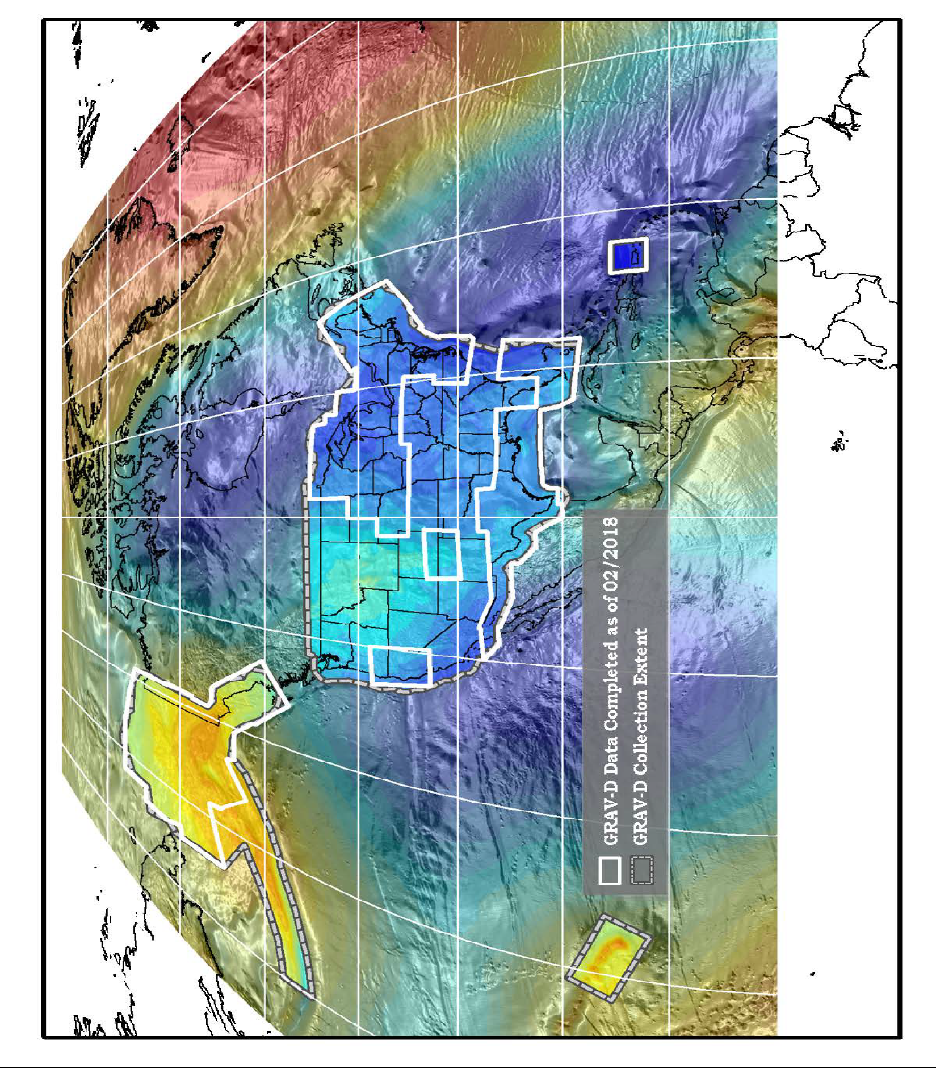 GRAV-D Data Completed as of 02/2018
GRAV-D Collection Extent